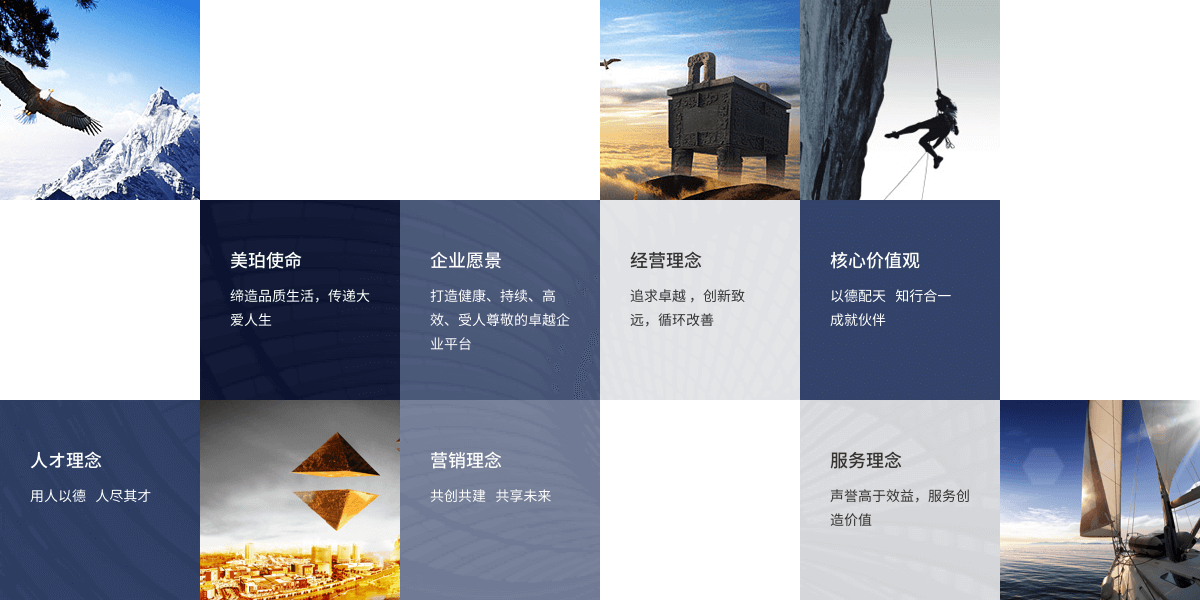 美珀使命
缔造品质生活，传递大
爱人生
企业愿景
打造健康、持续、高
效、受人尊敬的卓越企
业平台
经营理念
追求卓越 ，创新致
远，循环改善
核心价值观
以德配天  知行合一
成就伙伴
人才理念
用人以德  人尽其才
营销理念
共创共建  共享未来
服务理念
声誉高于效益，服务创
造价值